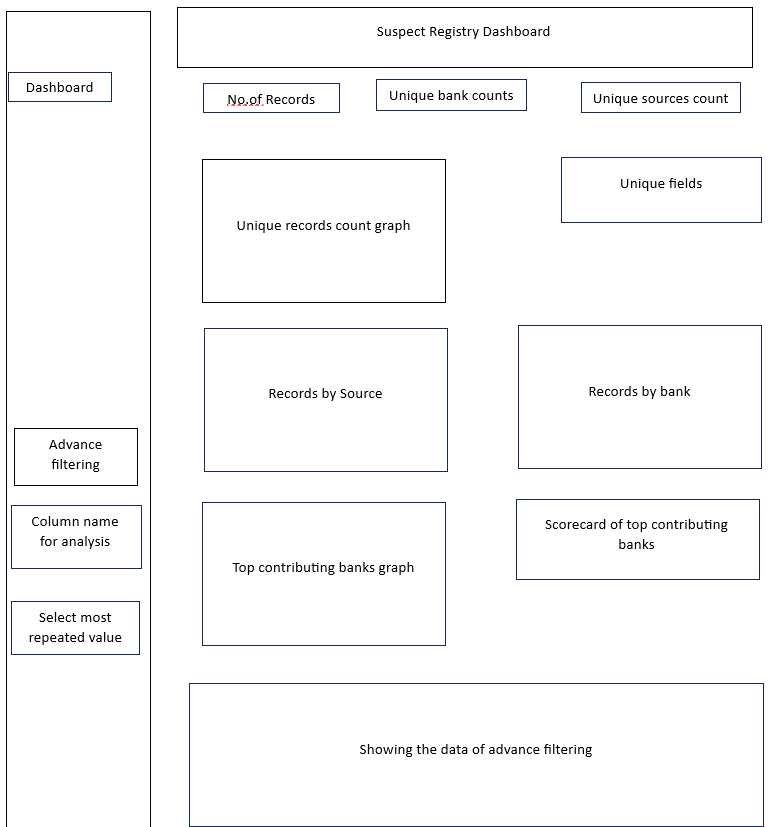 Suspect Registry Dashboard
Dashboard
No.of Records
Unique bank counts
Unique sources count
Unique records count graph
Unique fields
Records by Source
Records by bank
Advance
filtering
Column name
for analysis
Select most
repeated value
Top contributing banks graph
Scorecard of top contributing
banks
Showing the data of advance filtering